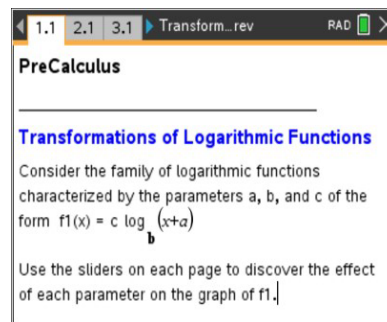 1.1 2.1 3.1 Transform...rev RAD
PreCalculus
Transformations of Logarithmic Functions
Consider the family of logarithmic functions
characterized by the parameters a, b, and c of the
form f1(x) = c log_b (x+a)
Use the sliders on each page to discover the effect
of each parameter on the graph of f1.